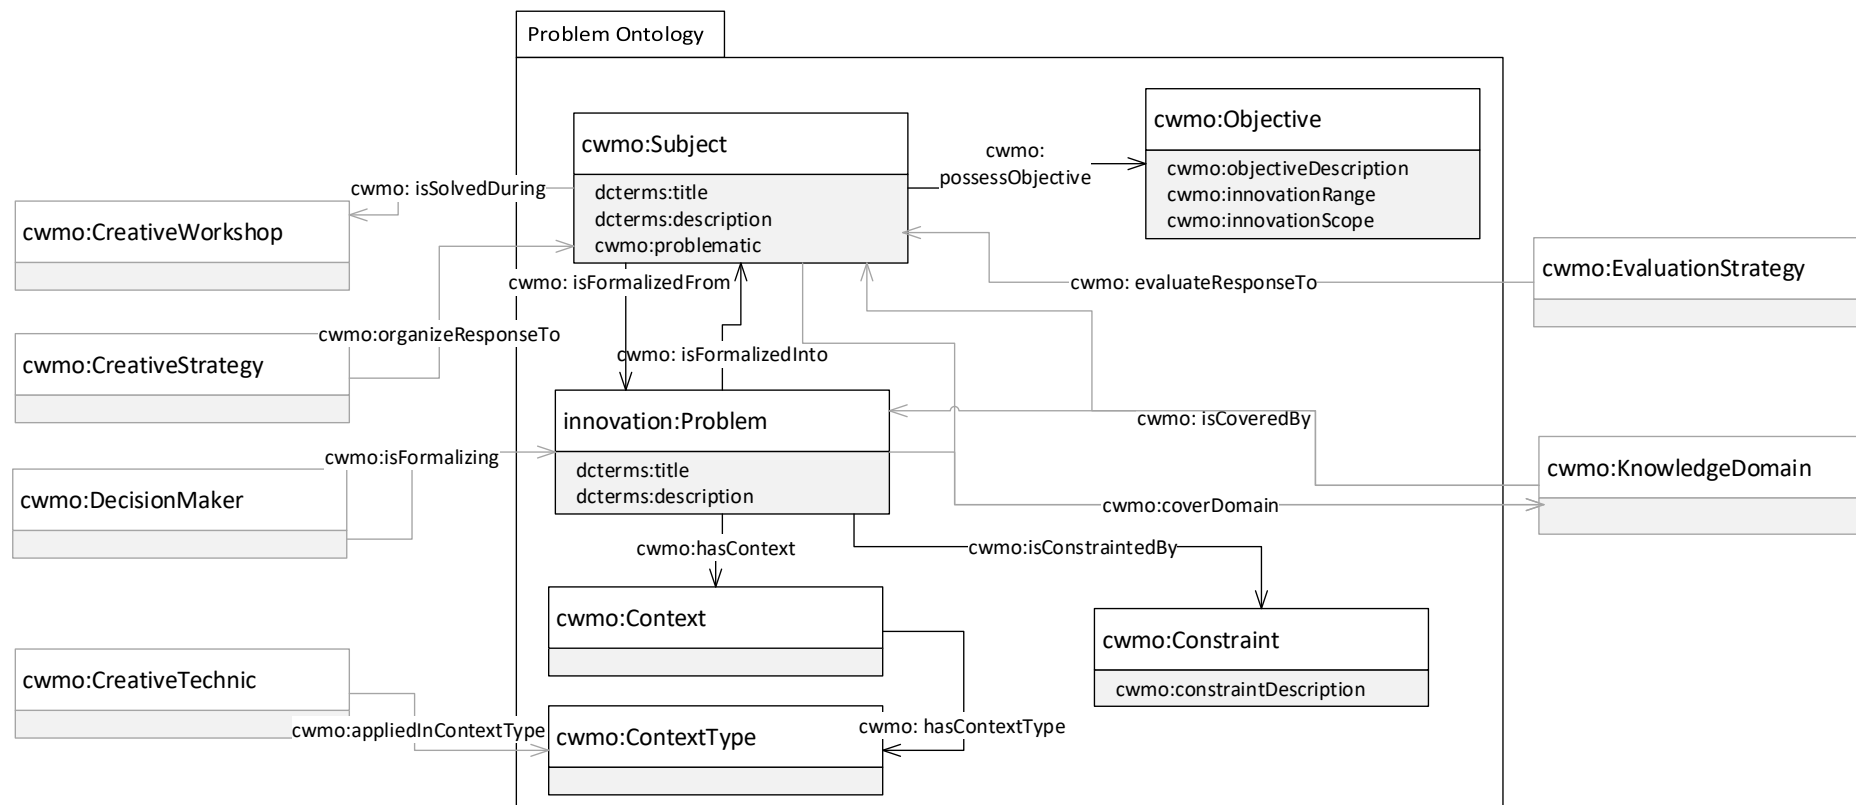 Problem Ontology
cwmo:Subject
dcterms:title
dcterms:description
cwmo:problematic
cwmo:
possessObjective
cwmo:Objective
cwmo:objectiveDescription
cwmo:innovationRange
cwmo:innovationScope
cwmo: isSolvedDuring
cwmo:CreativeWorkshop
cwmo: isFormalizedFrom
cwmo: evaluateResponseTo
cwmo:EvaluationStrategy
cwmo:organizeResponseTo
cwmo:CreativeStrategy
cwmo: isFormalizedInto
innovation:Problem
dcterms:title
dcterms:description
cwmo: isCoveredBy
cwmo:isFormalizing
cwmo:KnowledgeDomain
cwmo:DecisionMaker
cwmo:coverDomain
cwmo:hasContext
cwmo:isConstraintedBy
cwmo:Context
cwmo:Constraint
cwmo:constraintDescription
cwmo:CreativeTechnic
cwmo:appliedInContextType
cwmo:ContextType
cwmo: hasContextType